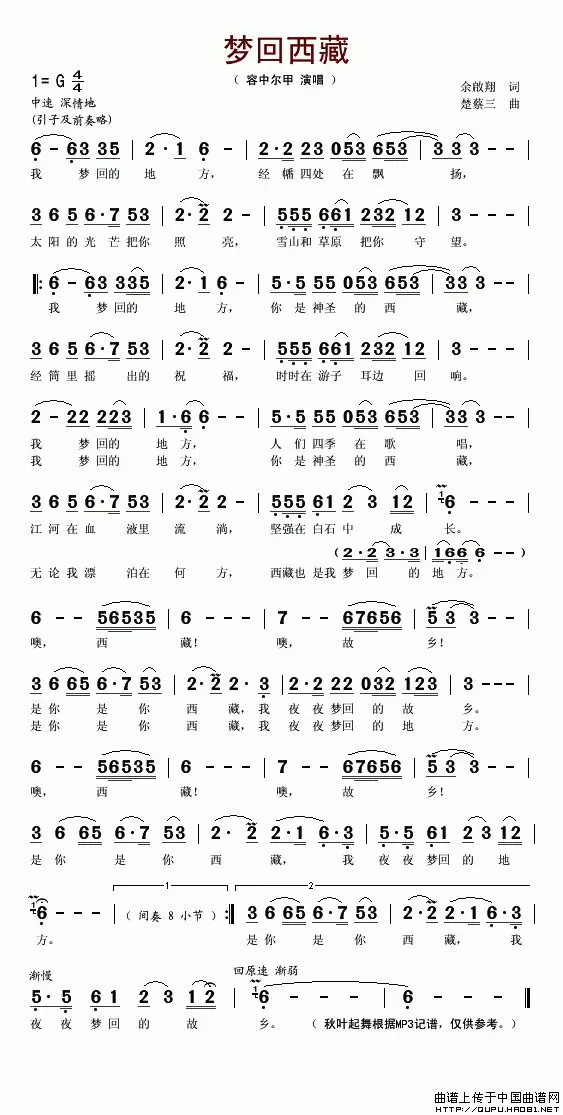 梦回西藏
（ 容中尔甲 演唱 ）
1=G 4/4
中速 深情地
(引子及前奏略)
余啟翔 词
楚蔡三 曲
6 - 63 35 | 2·1 6 - | 2·2 23 053 653 | 333 3 - - |
我 梦回的 地 方， 经幡四处 在 飘 扬，
3 6 5 6·7 53 | 2·2 2 - - | 555 661 232 12 | 3 - - - |
太阳的光 芒把你 照 亮， 雪山和草原 把你 守 望。
|: 6 - 63 335 | 2·1 6 - | 5·5 55 053 653 | 333 3 - - |
我 梦回的 地 方， 你是神圣 的 西 藏，
3 6 5 6·7 53 | 2·2 2 - - | 555 661 232 12 | 3 - - - |
经筒里摇 出的 祝 福， 时时在游子 耳边 回 响。
2 - 22 223 | 1·6 6 - | 5·5 55 053 653 | 333 3 - - |
我 梦回的 地方， 人们四季 在 歌 唱，
我 梦回的 地方， 你是神圣 的 西 藏，
3 6 5 6·7 53 | 2·2 2 - - | 555 61 2 3 12 | 6 - - - |
江河在血 液里 流 淌， 坚强在白石中 成 长。
（2·2 3·3 | 166 6 - ）
无论我漂 泊在 何 方， 西藏也是我梦 回 的地方。
6 - - 56535 | 6 - - - | 7 - - 67656 | 53 3 - - |
噢， 西 藏！ 噢， 故 乡！
3 6 65 6·7 53 | 2·2 2·3 | 2·2 22 032 123 | 3 - - - |
是你 是你 西 藏，我 夜夜梦回 的 故 乡。
是你 是你 西 藏，我 夜夜梦回 的 地 方。
6 - - 56535 | 6 - - - | 7 - - 67656 | 53 3 - - |
噢， 西 藏！ 噢， 故 乡！
3 6 65 6·7 53 | 2·2 2·1 6·3 | 5·5 61 2 3 12 |
是你 是你 西 藏， 我 夜夜梦回 的 地
1 2
6 - - - | （ 间奏 8 小节 ） :| 3 6 65 6·7 53 | 2·2 2·1 6·3 |
方。 是你 是你 西 藏， 我
渐慢 回原速 渐弱
5·5 61 2 3 12 | 6 - - - 6 - - - |
夜夜梦回 的 故 乡。 （ 秋叶起舞根据MP3记谱，仅供参考。）
曲谱上传于中国曲谱网
http://QUPU.HAO81.NET